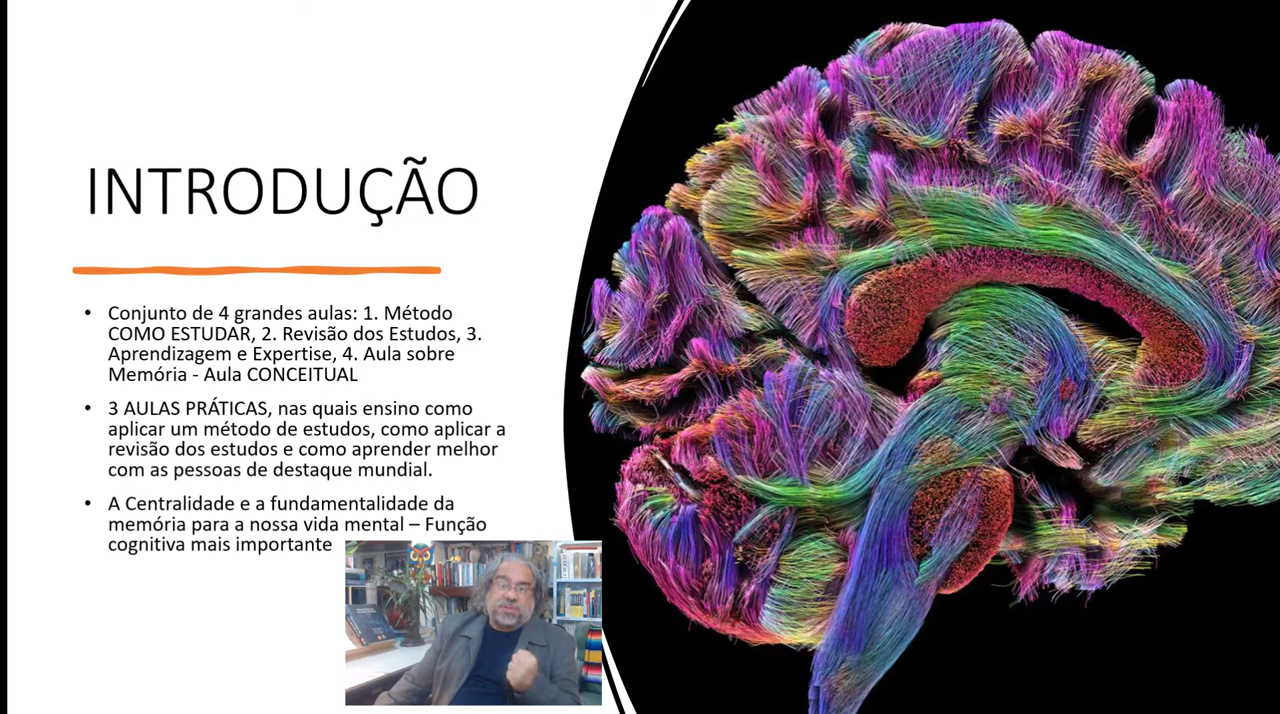 INTRODUÇÃO
• Conjunto de 4 grandes aulas: 1. Método
COMO ESTUDAR, 2. Revisão dos Estudos, 3.
Aprendizagem e Expertise, 4. Aula sobre
Memória - Aula CONCEITUAL
• 3 AULAS PRÁTICAS, nas quais ensino como
aplicar um método de estudos, como aplicar a
revisão dos estudos e como aprender melhor
com as pessoas de destaque mundial.
• A Centralidade e a fundamentalidade da
memória para a nossa vida mental – Função
cognitiva mais importante